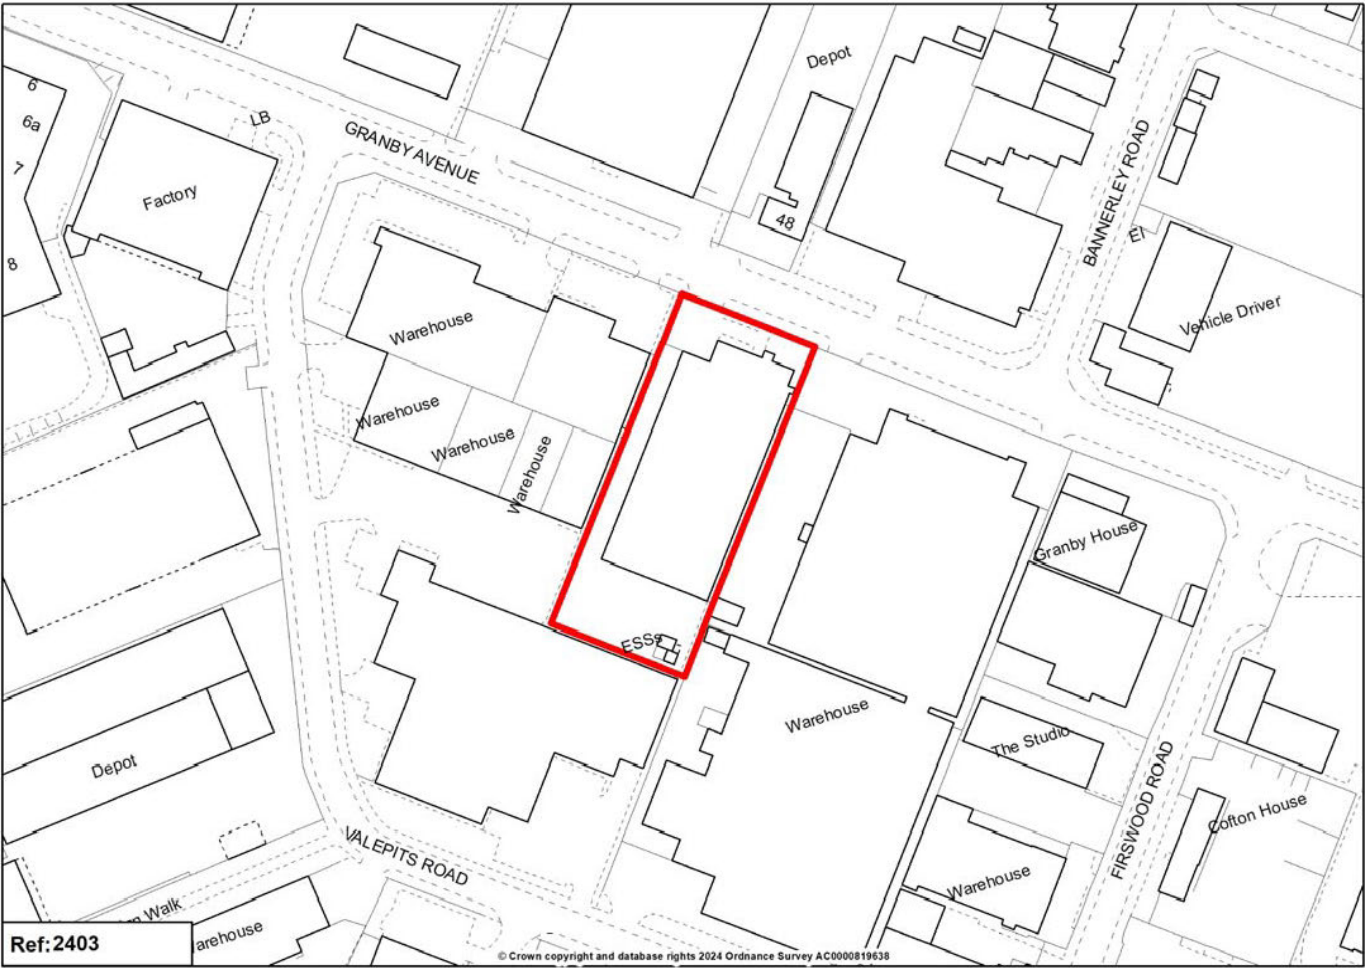 Depot
6
6a
7
8
LB
GRANBY AVENUE
Factory
48
BANNERLEY ROAD
El
Vehicle Driver
Warehouse
Warehouse
Warehouse
Warehouse
Granby House
ESSs
Warehouse
The Studio
Depot
FIRSWOOD ROAD
Cofton House
VALEPITS ROAD
Warehouse
Walk
Ref:2403
arehouse
© Crown copyright and database rights 2024 Ordnance Survey AC0000819638